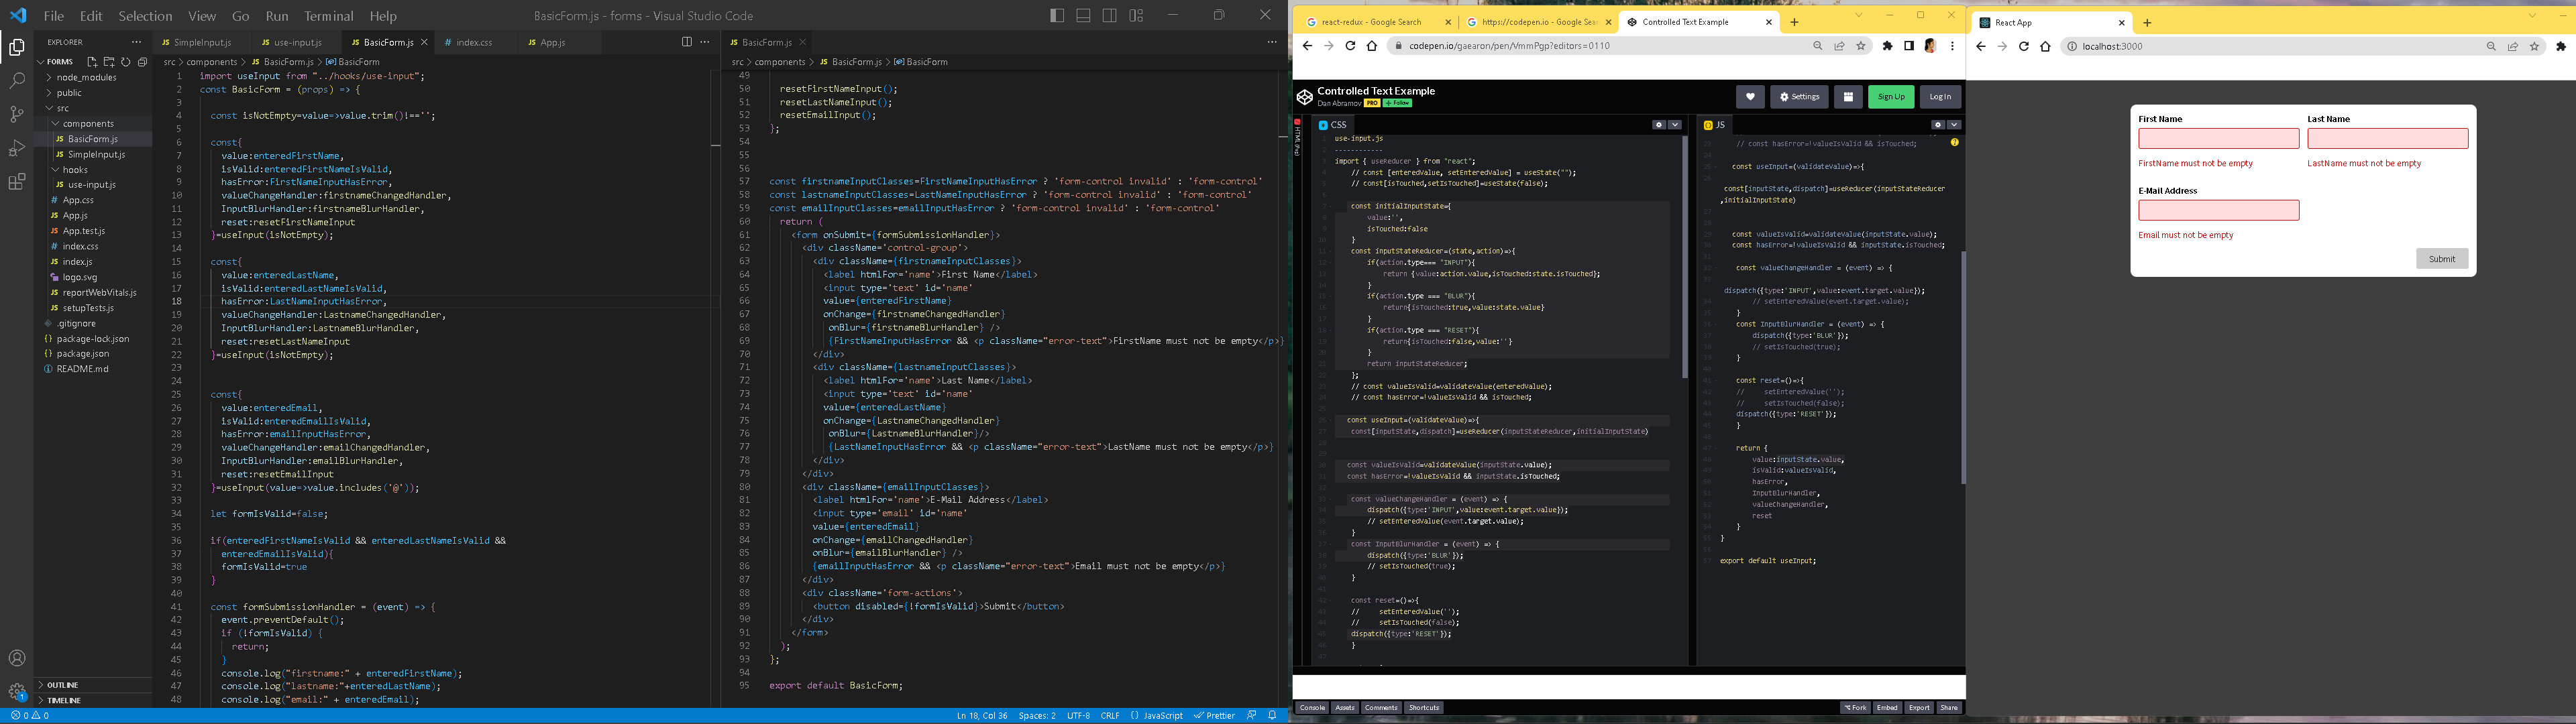 File Edit Selection View Go Run Terminal Help
BasicForm.js - forms - Visual Studio Code
EXPLORER
FORMS
node_modules
public
src
components
BasicForm.js
SimpleInput.js
hooks
use-input.js
App.css
App.js
App.test.js
index.css
index.js
logo.svg
reportWebVitals.js
setupTests.js
.gitignore
package-lock.json
package.json
README.md
OUTLINE
TIMELINE
SimpleInput.js use-input.js BasicForm.js index.css App.js
src > components > BasicForm.js > BasicForm
1 import useInput from "../hooks/use-input";
2 const BasicForm = (props) => {
3
4 const isNotEmpty=value=>value.trim()!=='';
5
6 const{
7 value:enteredFirstName,
8 isValid:enteredFirstNameIsValid,
9 hasError:FirstNameInputHasError,
10 valueChangeHandler:firstnameChangedHandler,
11 InputBlurHandler:firstnameBlurHandler,
12 reset:resetFirstNameInput
13 }=useInput(isNotEmpty);
14
15 const{
16 value:enteredLastName,
17 isValid:enteredLastNameIsValid,
18 hasError:LastNameInputHasError,
19 valueChangeHandler:LastnameChangedHandler,
20 InputBlurHandler:LastnameBlurHandler,
21 reset:resetLastNameInput
22 }=useInput(isNotEmpty);
23
24
25 const{
26 value:enteredEmail,
27 isValid:enteredEmailIsValid,
28 hasError:emailInputHasError,
29 valueChangeHandler:emailChangedHandler,
30 InputBlurHandler:emailBlurHandler,
31 reset:resetEmailInput
32 }=useInput(value=>value.includes('@'));
33
34 let formIsValid=false;
35
36 if(enteredFirstNameIsValid && enteredLastNameIsValid &&
37 enteredEmailIsValid){
38 formIsValid=true
39 }
40
41 const formSubmissionHandler = (event) => {
42 event.preventDefault();
43 if (!formIsValid) {
44 return;
45 }
46 console.log("firstname:" + enteredFirstName);
47 console.log("lastname:"+enteredLastName);
48 console.log("email:" + enteredEmail);
BasicForm.js
src > components > BasicForm.js > BasicForm
49
50 resetFirstNameInput();
51 resetLastNameInput();
52 resetEmailInput();
53 };
54
55
56
57 const firstnameInputClasses=FirstNameInputHasError ? 'form-control invalid' : 'form-control'
58 const lastnameInputClasses=LastNameInputHasError ? 'form-control invalid' : 'form-control'
59 const emailInputClasses=emailInputHasError ? 'form-control invalid' : 'form-control'
60 return (
61 <form onSubmit={formSubmissionHandler}>
62 <div className='control-group'>
63 <div className={firstnameInputClasses}>
64 <label htmlFor='name'>First Name</label>
65 <input type='text' id='name'
66 value={enteredFirstName}
67 onChange={firstnameChangedHandler}
68 onBlur={firstnameBlurHandler} />
69 {FirstNameInputHasError && <p className="error-text">FirstName must not be empty</p>}
70 </div>
71 <div className={lastnameInputClasses}>
72 <label htmlFor='name'>Last Name</label>
73 <input type='text' id='name'
74 value={enteredLastName}
75 onChange={LastnameChangedHandler}
76 onBlur={LastnameBlurHandler}/>
77 {LastNameInputHasError && <p className="error-text">LastName must not be empty</p>}
78 </div>
79 </div>
80 <div className={emailInputClasses}>
81 <label htmlFor='name'>E-Mail Address</label>
82 <input type='email' id='name'
83 value={enteredEmail}
84 onChange={emailChangedHandler}
85 onBlur={emailBlurHandler} />
86 {emailInputHasError && <p className="error-text">Email must not be empty</p>}
87 </div>
88 <div className='form-actions'>
89 <button disabled={!formIsValid}>Submit</button>
90 </div>
91 </form>
92 );
93 };
94
95 export default BasicForm;
0 0 Ln 18, Col 36 Spaces: 2 UTF-8 CRLF JavaScript Prettier
react-redux - Google Search https://codepen.io - Google Sea Controlled Text Example
codepen.io/gaearon/pen/VmmPgp?editors=0110
Controlled Text Example
Dan Abramov PRO + Follow
Settings Sign Up Log In
HTML (Pug)
CSS
use-input.js
------------
import { useReducer } from "react";
// const [enteredValue, setEnteredValue] = useState("");
// const[isTouched,setIsTouched]=useState(false);
const initialInputState={
value:'',
isTouched:false
}
const inputStateReducer=(state,action)=>{
if(action.type=== "INPUT"){
return {value:action.value,isTouched:state.isTouched};
}
if(action.type === "BLUR"){
return{isTouched:true,value:state.value}
}
if(action.type === "RESET"){
return{isTouched:false,value:''}
}
return inputStateReducer;
};
// const valueIsValid=validateValue(enteredValue);
// const hasError=!valueIsValid && isTouched;
const useInput=(validateValue)=>{
const[inputState,dispatch]=useReducer(inputStateReducer,initialInputState)
const valueIsValid=validateValue(inputState.value);
const hasError=!valueIsValid && inputState.isTouched;
const valueChangeHandler = (event) => {
dispatch({type:'INPUT',value:event.target.value});
// setEnteredValue(event.target.value);
}
const InputBlurHandler = (event) => {
dispatch({type:'BLUR'});
// setIsTouched(true);
}
const reset=()=>{
// setEnteredValue('');
// setIsTouched(false);
dispatch({type:'RESET'});
}
JS
// const hasError=!valueIsValid && isTouched;
const useInput=(validateValue)=>{
const[inputState,dispatch]=useReducer(inputStateReducer
,initialInputState)
const valueIsValid=validateValue(inputState.value);
const hasError=!valueIsValid && inputState.isTouched;
const valueChangeHandler = (event) => {
dispatch({type:'INPUT',value:event.target.value});
// setEnteredValue(event.target.value);
}
const InputBlurHandler = (event) => {
dispatch({type:'BLUR'});
// setIsTouched(true);
}
const reset=()=>{
// setEnteredValue('');
// setIsTouched(false);
dispatch({type:'RESET'});
}
return {
value:inputState.value,
isValid:valueIsValid,
hasError,
InputBlurHandler,
valueChangeHandler,
reset
}
}
export default useInput;
Console Assets Comments Shortcuts Fork Embed Export Share
React App
localhost:3000
First Name Last Name
FirstName must not be empty LastName must not be empty
E-Mail Address
Email must not be empty
Submit